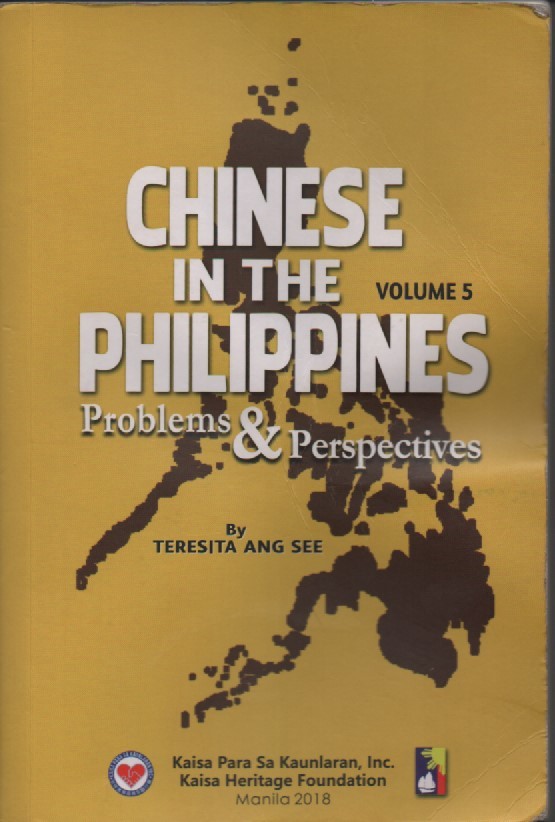 CHINESE
IN THE
VOLUME 5
PHILIPPINES
Problems & Perspectives
By
TERESITA ANG SEE
Kaisa Para Sa Kaunlaran, Inc.
Kaisa Heritage Foundation
Manila 2018